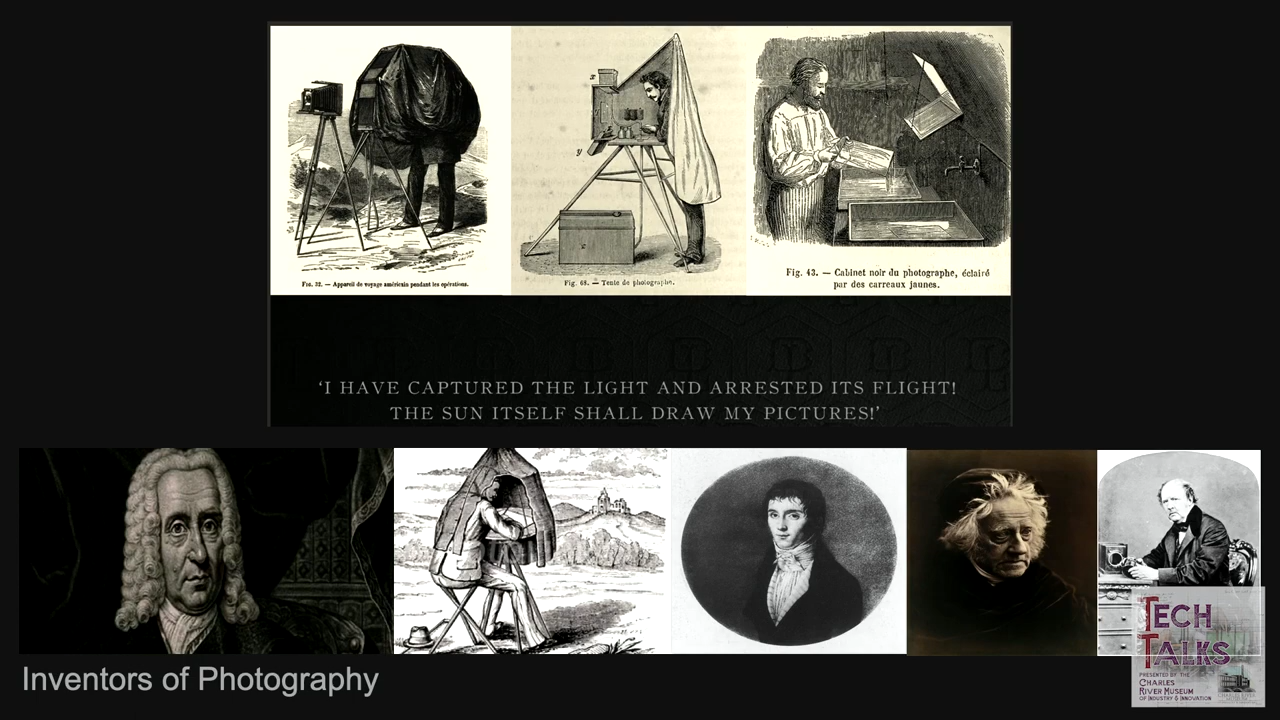 x
y
z
Fig. 32. — Appareil de voyage américain pendant les opérations.
Fig. 68. — Tente de photographe.
Fig. 43. — Cabinet noir du photographe, éclairé
par des carreaux jaunes.
‘I HAVE CAPTURED THE LIGHT AND ARRESTED ITS FLIGHT!
THE SUN ITSELF SHALL DRAW MY PICTURES!’
Inventors of Photography
TECH
TALKS
PRESENTED BY THE
CHARLES
RIVER MUSEUM
OF INDUSTRY & INNOVATION